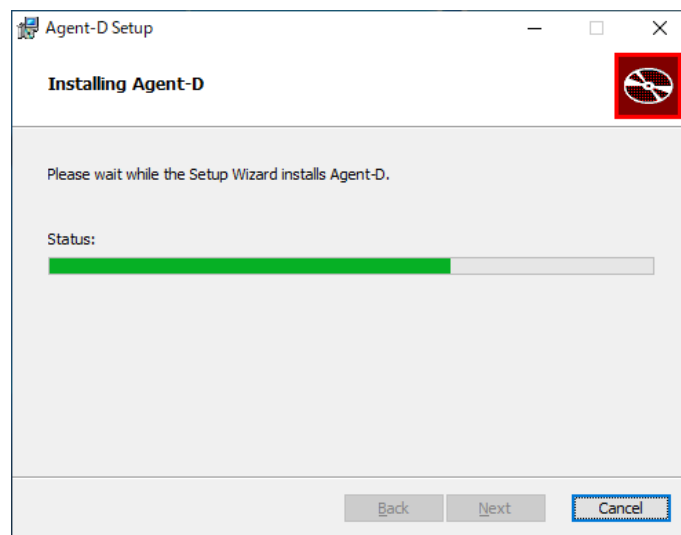 Agent-D Setup
Installing Agent-D
Please wait while the Setup Wizard installs Agent-D.
Status:
Back
Next
Cancel